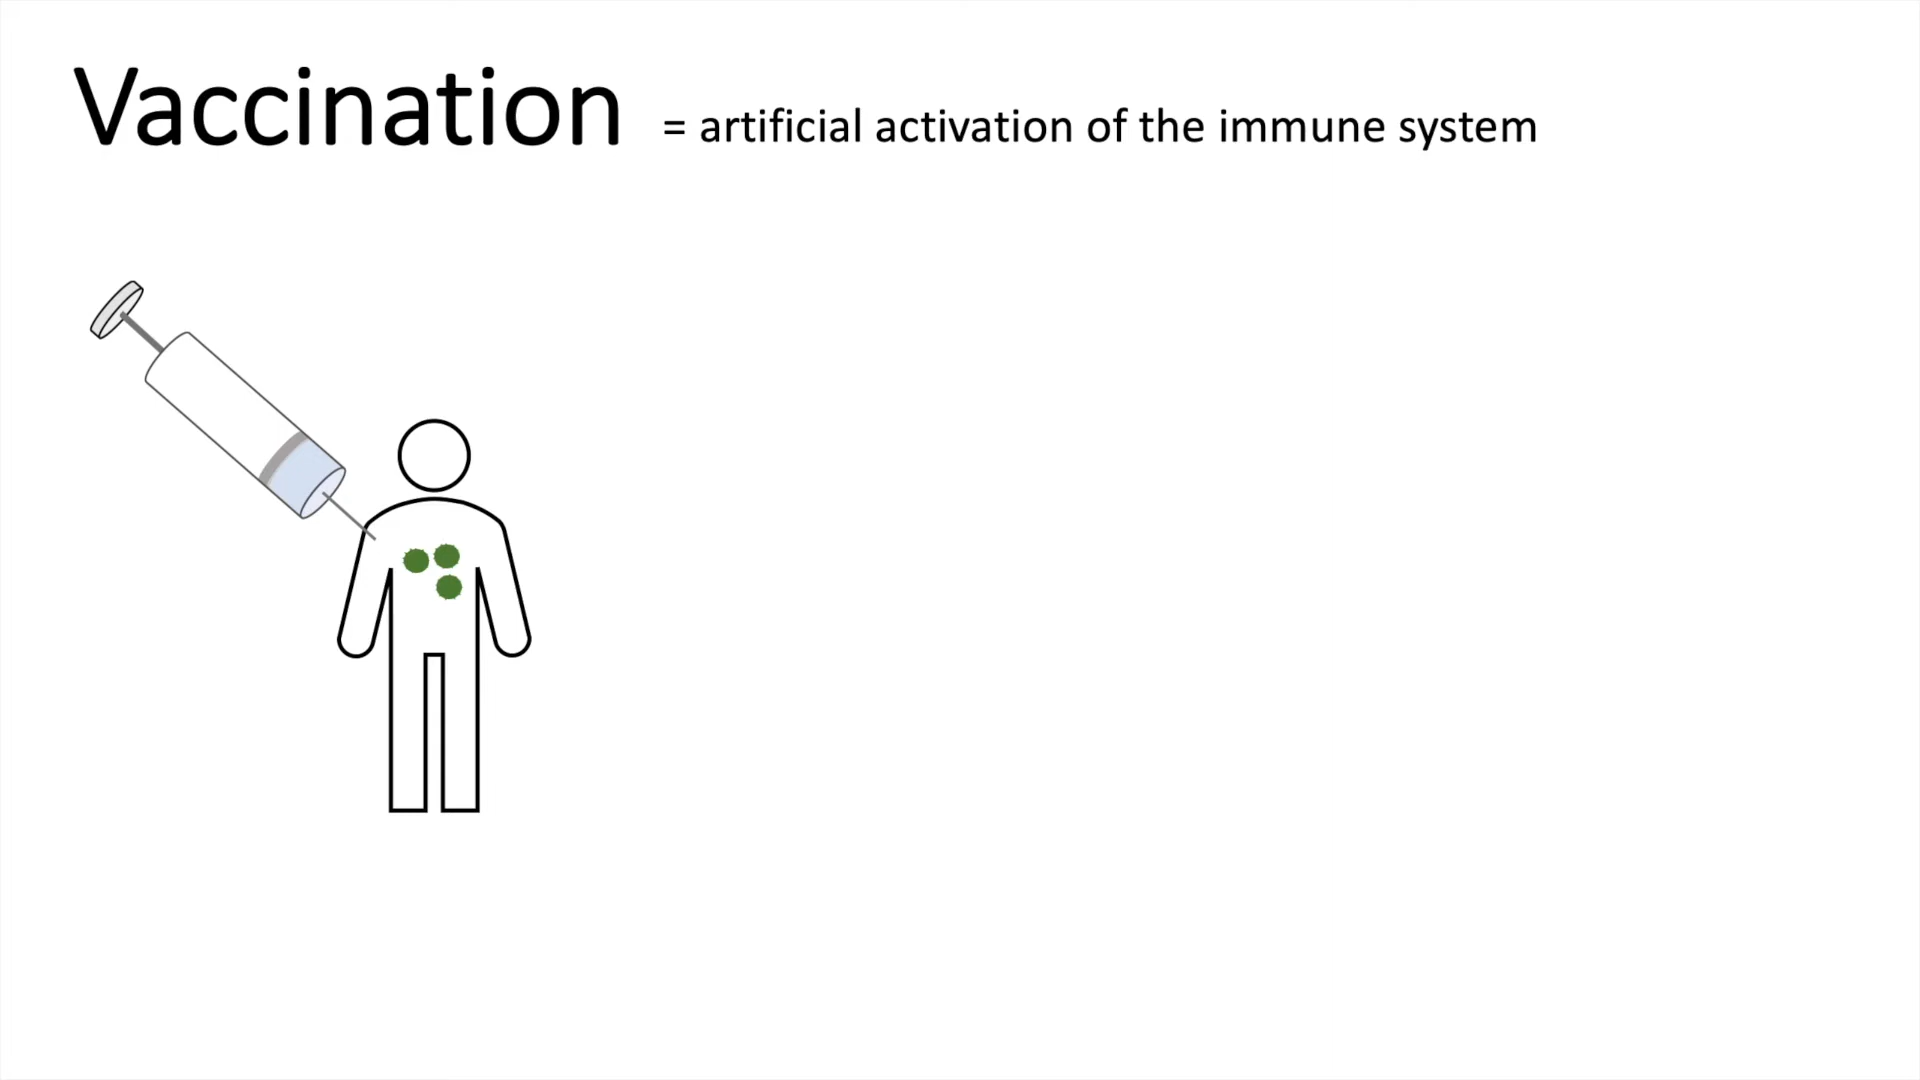 Vaccination = artificial activation of the immune system